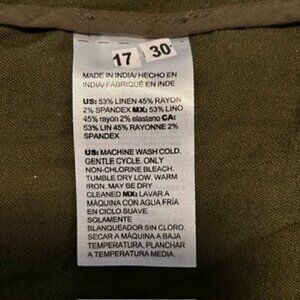 17 30
MADE IN INDIA/ HECHO EN
INDIA/ FABRIQUÉ EN INDE
US: 53% LINEN 45% RAYON
2% SPANDEX MX: 53% LINO
45% rayón 2% elastano CA:
53% LIN 45% RAYONNE 2%
SPANDEX
US: MACHINE WASH COLD.
GENTLE CYCLE. ONLY
NON-CHLORINE BLEACH.
TUMBLE DRY LOW. WARM
IRON. MAY BE DRY
CLEANED MX: LAVAR A
MÁQUINA CON AGUA FRÍA
EN CICLO SUAVE.
SOLAMENTE
BLANQUEADOR SIN CLORO.
SECAR A MÁQUINA A BAJA
TEMPERATURA, PLANCHAR
A TEMPERATURA MEDIA.